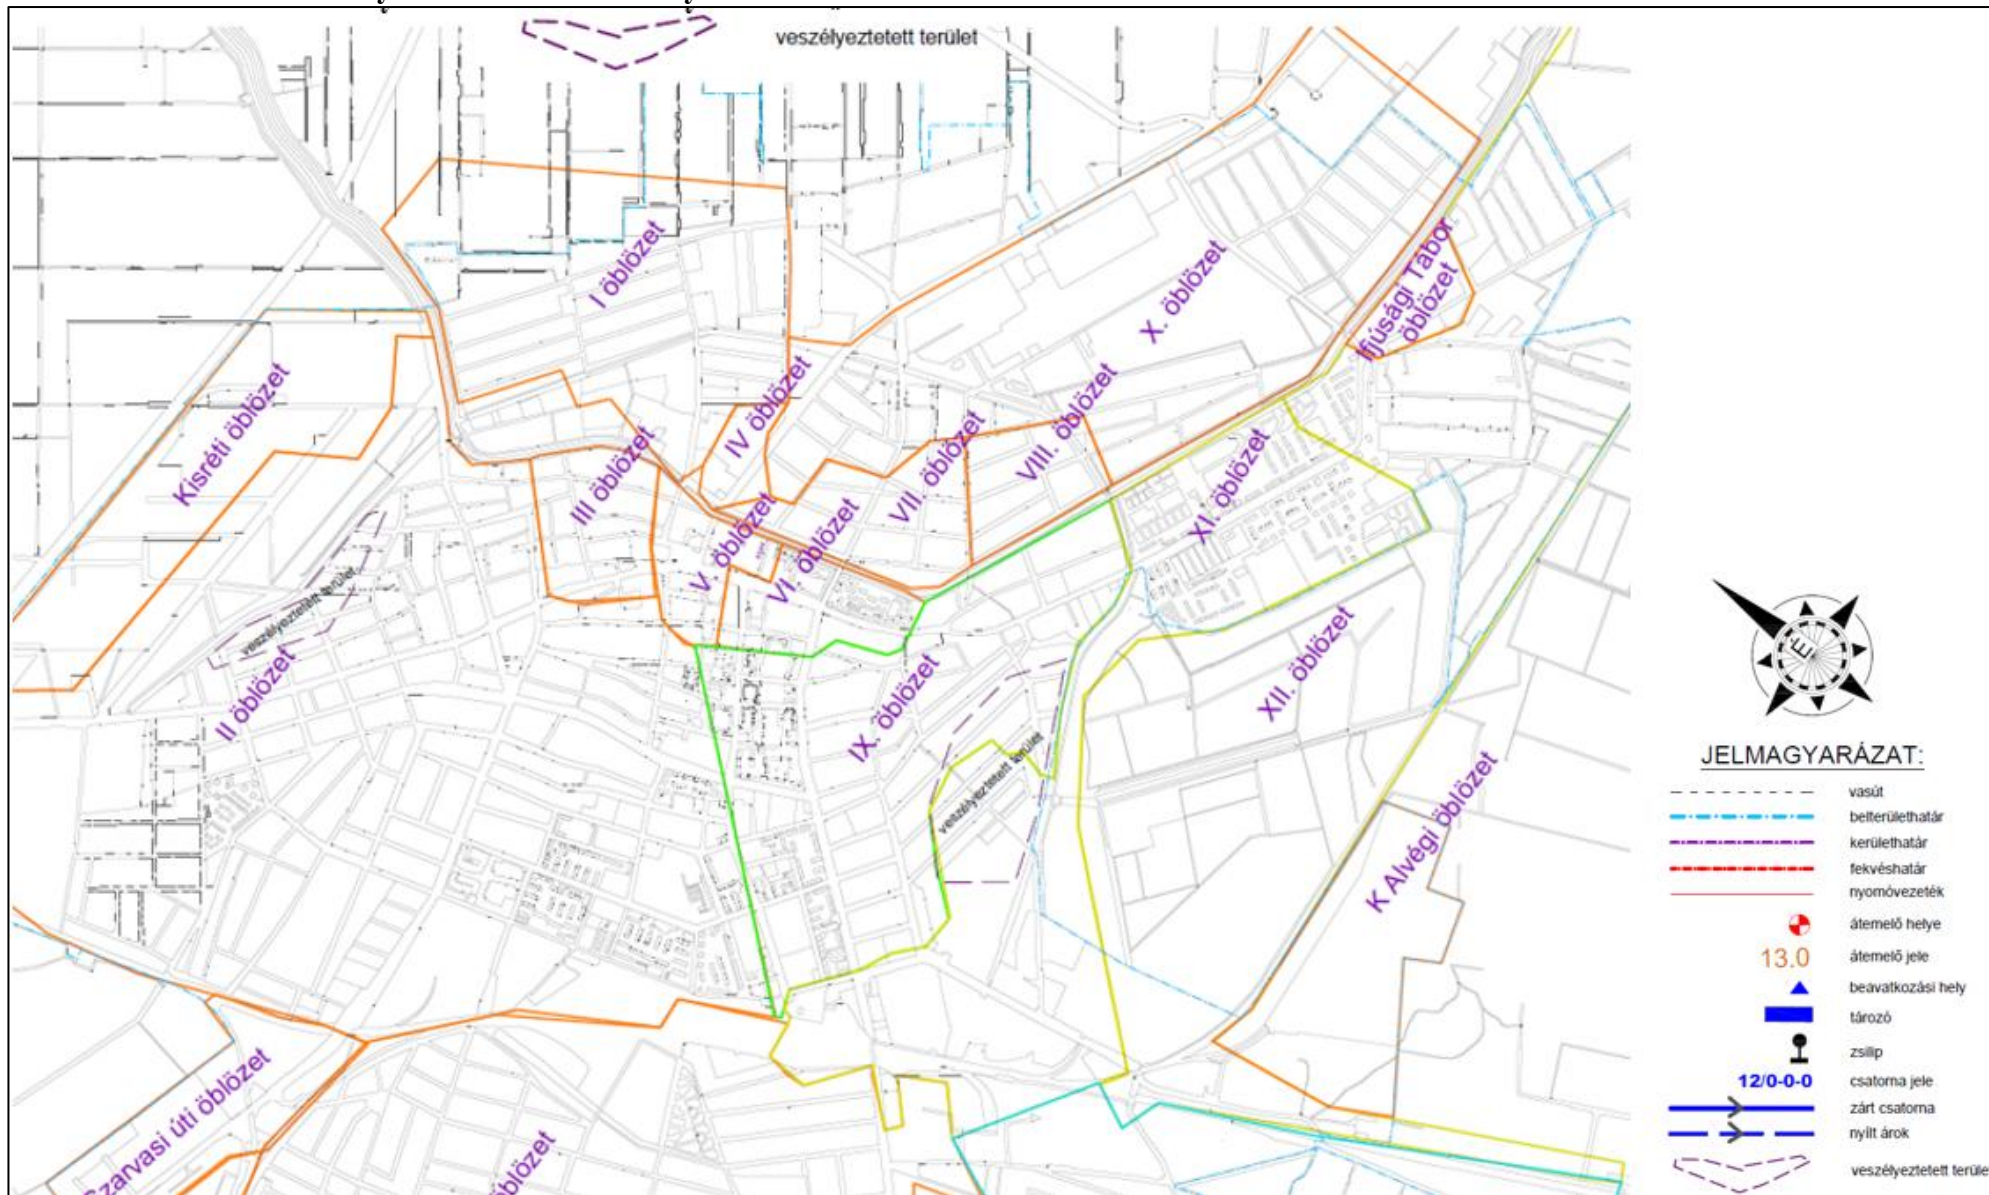 veszélyeztetett terület
I öblözet
Ifjúsági Tábor
öblözet
X. öblözet
Kisréti öblözet
IV öblözet
III öblözet
VII. öblözet
VIII. öblözet
XI. öblözet
V. öblözet
VI. öblözet
veszélyeztetett terület
II öblözet
IX. öblözet
XII. öblözet
veszélyeztetett terület
K Alvégi öblözet
Szarvasi úti öblözet
öblözet
É
JELMAGYARÁZAT:
vasút
belterülethatár
kerülethatár
fekvéshatár
nyomóvezeték
átemelő helye
13.0 átemelő jele
beavatkozási hely
tározó
zsilip
12/0-0-0 csatorna jele
zárt csatorna
nyílt árok
veszélyeztetett terüle